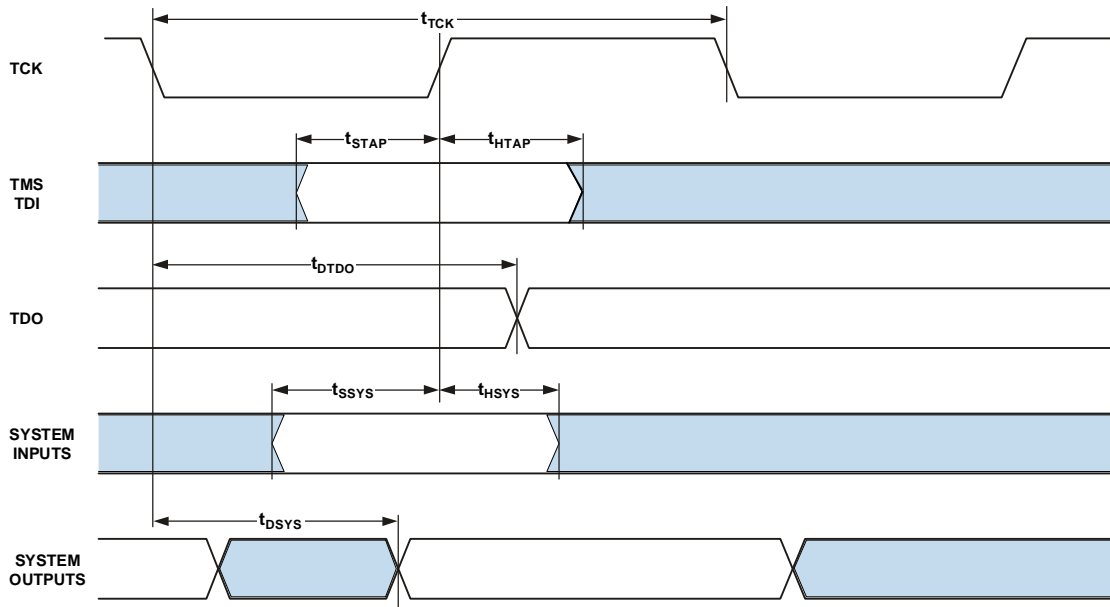 tTCK
TCK
tSTAP
tHTAP
TMS
TDI
tDTDO
TDO
tSSYS
tHSYS
SYSTEM
INPUTS
tDSYS
SYSTEM
OUTPUTS